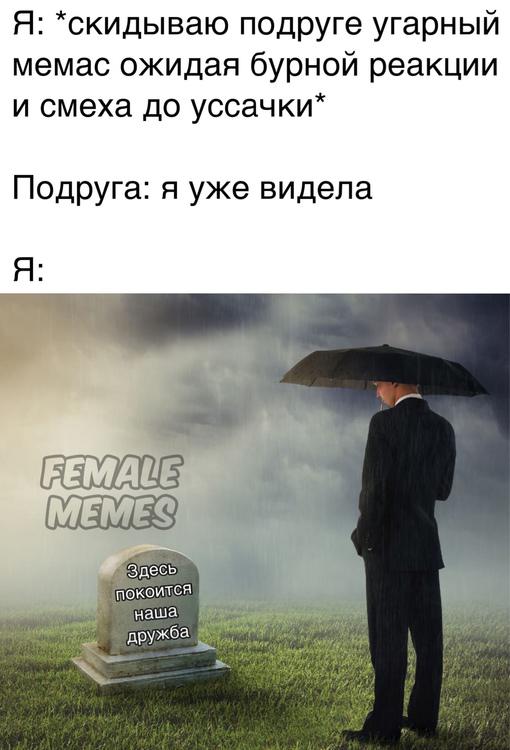 Я: *скидываю подруге угарный
мемас ожидая бурной реакции
и смеха до уссачки*
Подруга: я уже видела
Я:
FEMALE
MEMES
Здесь
покоится
наша
дружба